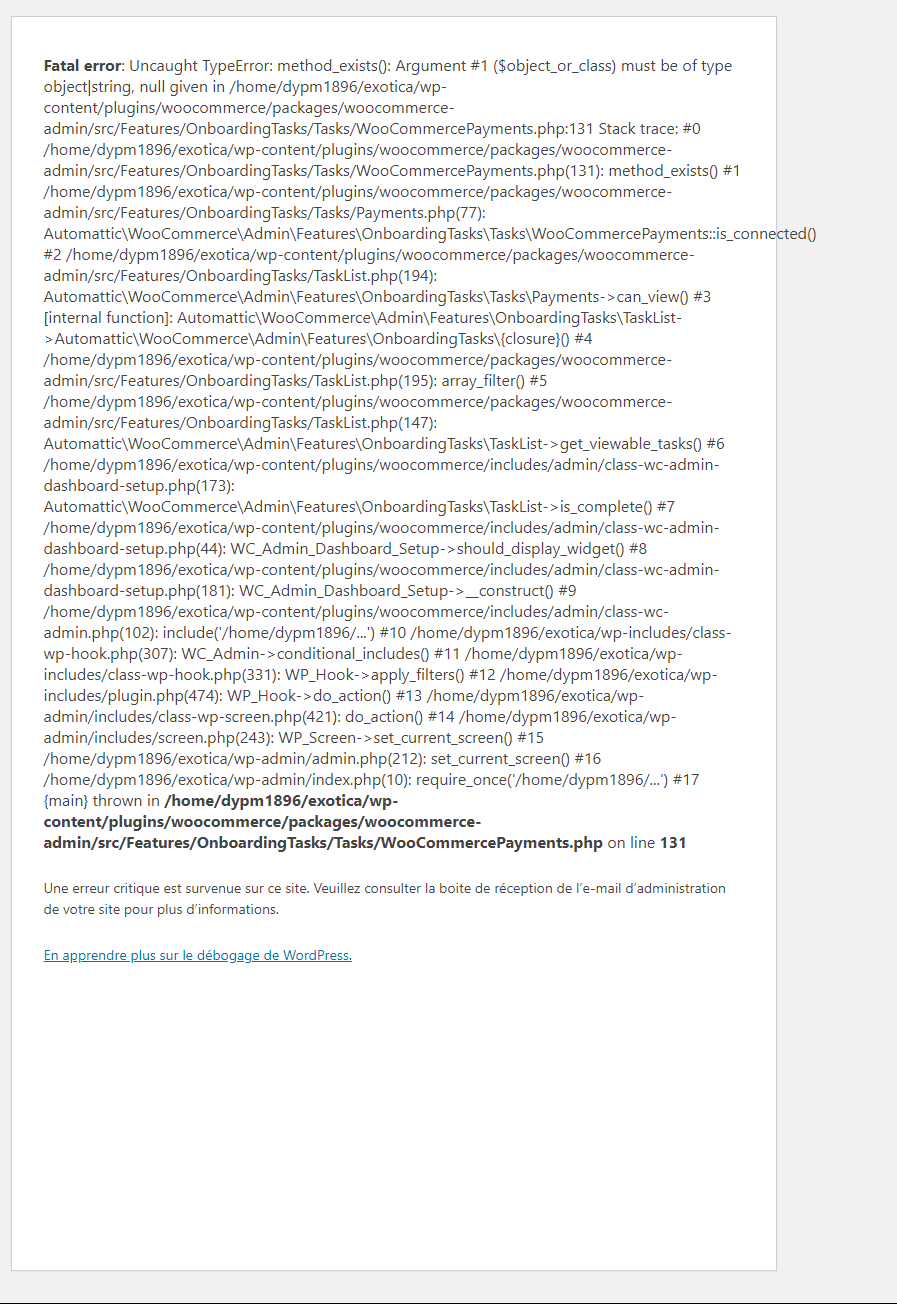 Fatal error: Uncaught TypeError: method_exists(): Argument #1 ($object_or_class) must be of type
object|string, null given in /home/dypm1896/exotica/wp-
content/plugins/woocommerce/packages/woocommerce-
admin/src/Features/OnboardingTasks/Tasks/WooCommercePayments.php:131 Stack trace: #0
/home/dypm1896/exotica/wp-content/plugins/woocommerce/packages/woocommerce-
admin/src/Features/OnboardingTasks/Tasks/WooCommercePayments.php(131): method_exists() #1
/home/dypm1896/exotica/wp-content/plugins/woocommerce/packages/woocommerce-
admin/src/Features/OnboardingTasks/Tasks/Payments.php(77):
Automattic\WooCommerce\Admin\Features\OnboardingTasks\Tasks\WooCommercePayments::is_connected()
#2 /home/dypm1896/exotica/wp-content/plugins/woocommerce/packages/woocommerce-
admin/src/Features/OnboardingTasks/TaskList.php(194):
Automattic\WooCommerce\Admin\Features\OnboardingTasks\Tasks\Payments->can_view() #3
[internal function]: Automattic\WooCommerce\Admin\Features\OnboardingTasks\TaskList-
>Automattic\WooCommerce\Admin\Features\OnboardingTasks\{closure}() #4
/home/dypm1896/exotica/wp-content/plugins/woocommerce/packages/woocommerce-
admin/src/Features/OnboardingTasks/TaskList.php(195): array_filter() #5
/home/dypm1896/exotica/wp-content/plugins/woocommerce/packages/woocommerce-
admin/src/Features/OnboardingTasks/TaskList.php(147):
Automattic\WooCommerce\Admin\Features\OnboardingTasks\TaskList->get_viewable_tasks() #6
/home/dypm1896/exotica/wp-content/plugins/woocommerce/includes/admin/class-wc-admin-
dashboard-setup.php(173):
Automattic\WooCommerce\Admin\Features\OnboardingTasks\TaskList->is_complete() #7
/home/dypm1896/exotica/wp-content/plugins/woocommerce/includes/admin/class-wc-admin-
dashboard-setup.php(44): WC_Admin_Dashboard_Setup->should_display_widget() #8
/home/dypm1896/exotica/wp-content/plugins/woocommerce/includes/admin/class-wc-admin-
dashboard-setup.php(181): WC_Admin_Dashboard_Setup->__construct() #9
/home/dypm1896/exotica/wp-content/plugins/woocommerce/includes/admin/class-wc-
admin.php(102): include('/home/dypm1896/...') #10 /home/dypm1896/exotica/wp-includes/class-
wp-hook.php(307): WC_Admin->conditional_includes() #11 /home/dypm1896/exotica/wp-
includes/class-wp-hook.php(331): WP_Hook->apply_filters() #12 /home/dypm1896/exotica/wp-
includes/plugin.php(474): WP_Hook->do_action() #13 /home/dypm1896/exotica/wp-
admin/includes/class-wp-screen.php(421): do_action() #14 /home/dypm1896/exotica/wp-
admin/includes/screen.php(243): WP_Screen->set_current_screen() #15
/home/dypm1896/exotica/wp-admin/admin.php(212): set_current_screen() #16
/home/dypm1896/exotica/wp-admin/index.php(10): require_once('/home/dypm1896/...') #17
{main} thrown in /home/dypm1896/exotica/wp-
content/plugins/woocommerce/packages/woocommerce-
admin/src/Features/OnboardingTasks/Tasks/WooCommercePayments.php on line 131
Une erreur critique est survenue sur ce site. Veuillez consulter la boite de réception de l’e-mail d’administration
de votre site pour plus d’informations.
En apprendre plus sur le débogage de WordPress.